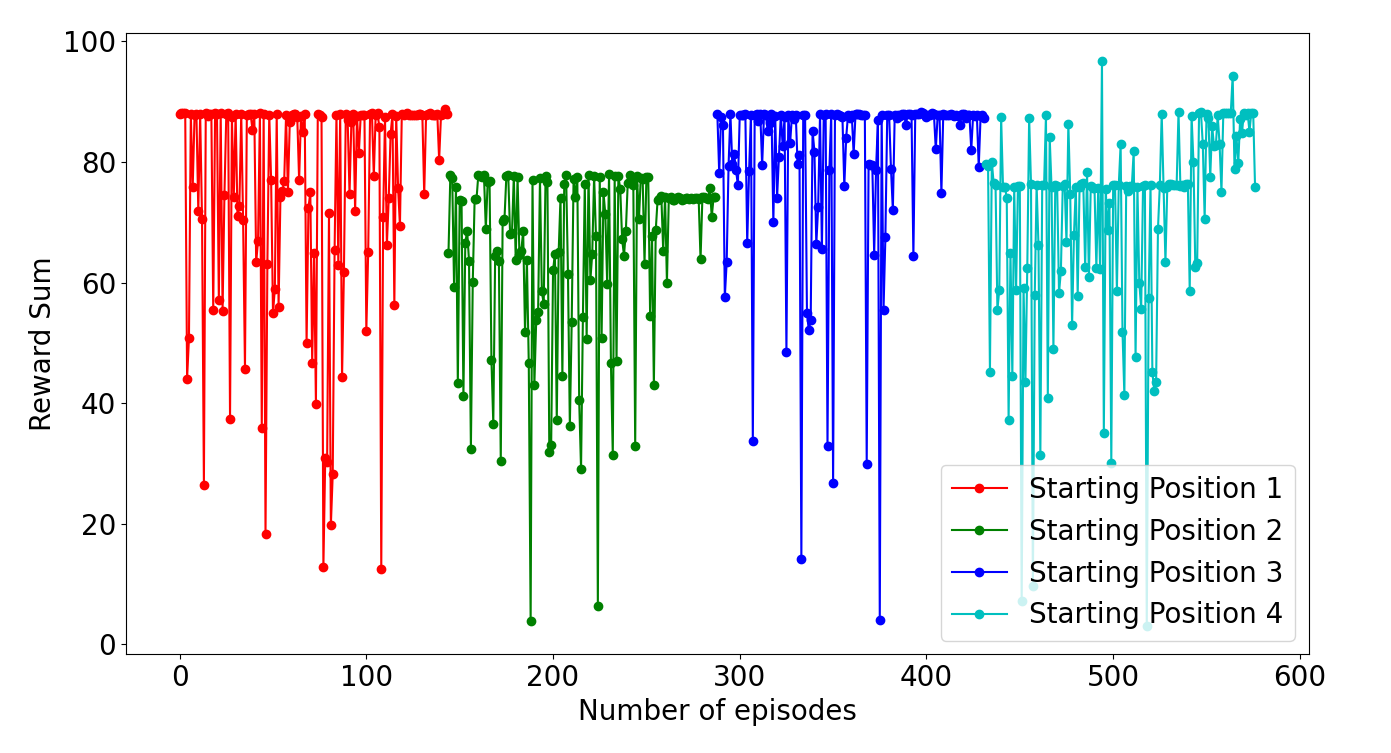 100
80
60
40
20
0
Reward Sum
0 100 200 300 400 500 600
Number of episodes
Starting Position 1
Starting Position 2
Starting Position 3
Starting Position 4